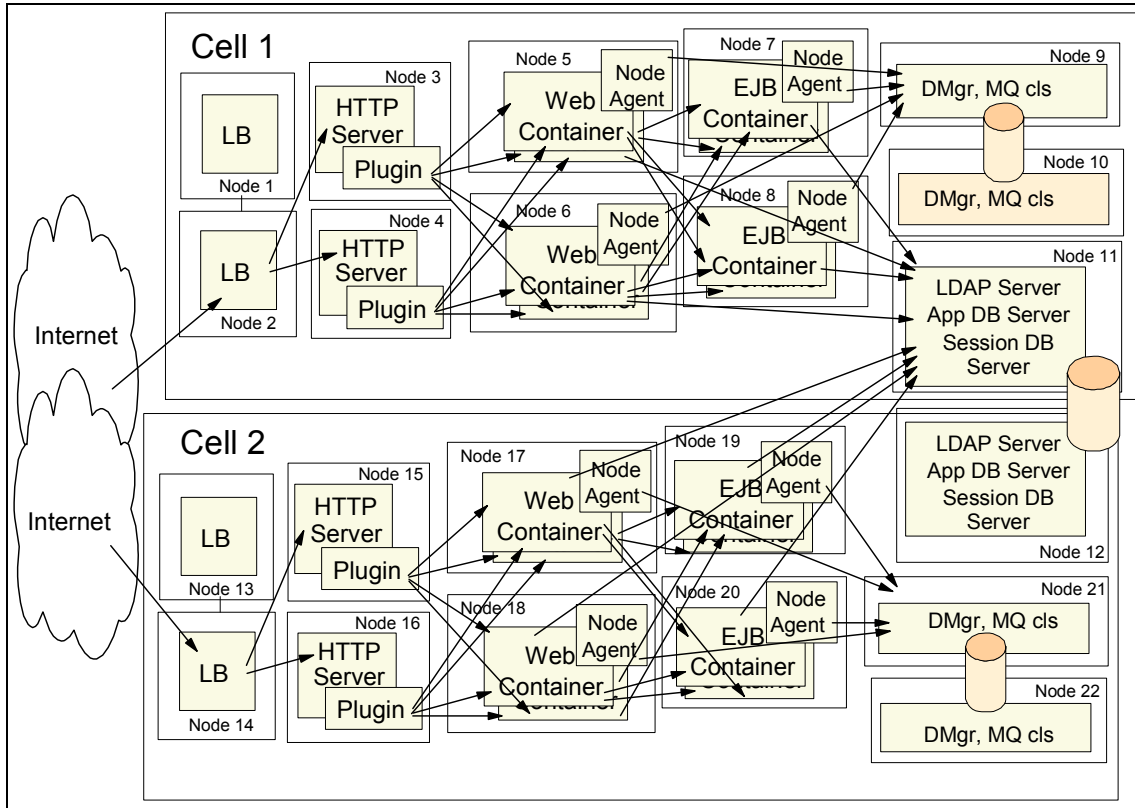 Cell 1
LB
Node 1
LB
Node 2
Node 3
HTTP
Server
Plugin
Node 4
HTTP
Server
Plugin
Node 5
Node
Agent
Web
Container
Node 6
Node
Agent
Web
Container
Container
Node 7
Node
Agent
EJB
Container
Container
Node 8
Node
Agent
EJB
Container
Node 9
DMgr, MQ cls
Node 10
DMgr, MQ cls
Node 11
LDAP Server
App DB Server
Session DB
Server
Internet
Internet
Cell 2
LB
Node 13
LB
Node 14
Node 15
HTTP
Server
Plugin
Node 16
HTTP
Server
Plugin
Node 17
Node
Agent
Web
Container
Node 18
Node
Agent
Web
Container
Container
Node 19
Node
Agent
EJB
Container
Container
Node 20
Node
Agent
EJB
Container
Container
LDAP Server
App DB Server
Session DB
Server
Node 12
Node 21
DMgr, MQ cls
Node 22
DMgr, MQ cls